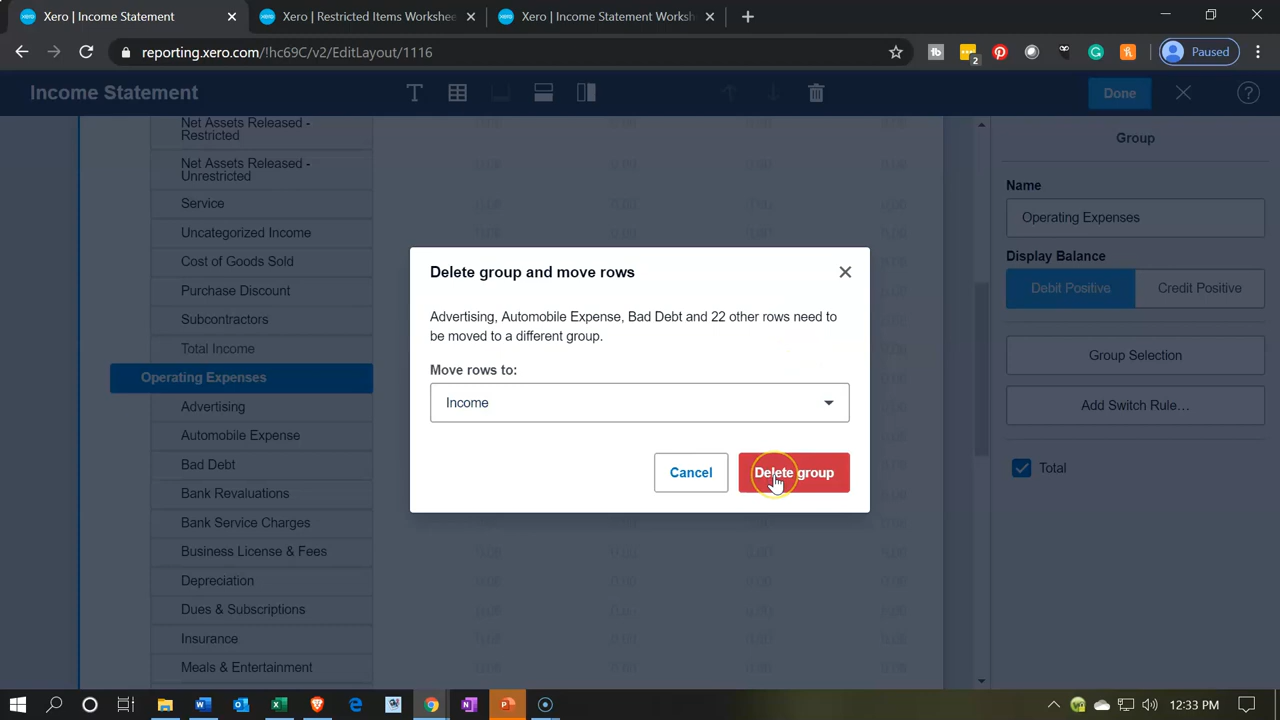 Xero | Income Statement
Xero | Restricted Items Workshee
Xero | Income Statement Worksh
reporting.xero.com/!hc69C/v2/EditLayout/1116
2
Paused
Income Statement
Done
Net Assets Released -
Restricted
Net Assets Released -
Unrestricted
Service
Uncategorized Income
Cost of Goods Sold
Purchase Discount
Subcontractors
Total Income
Operating Expenses
Advertising
Automobile Expense
Bad Debt
Bank Revaluations
Bank Service Charges
Business License & Fees
Depreciation
Dues & Subscriptions
Insurance
Meals & Entertainment
Delete group and move rows
Advertising, Automobile Expense, Bad Debt and 22 other rows need to
be moved to a different group.
Move rows to:
Income
Cancel
Delete group
Group
Name
Operating Expenses
Display Balance
Debit Positive
Credit Positive
Group Selection
Add Switch Rule…
Total
12:33 PM